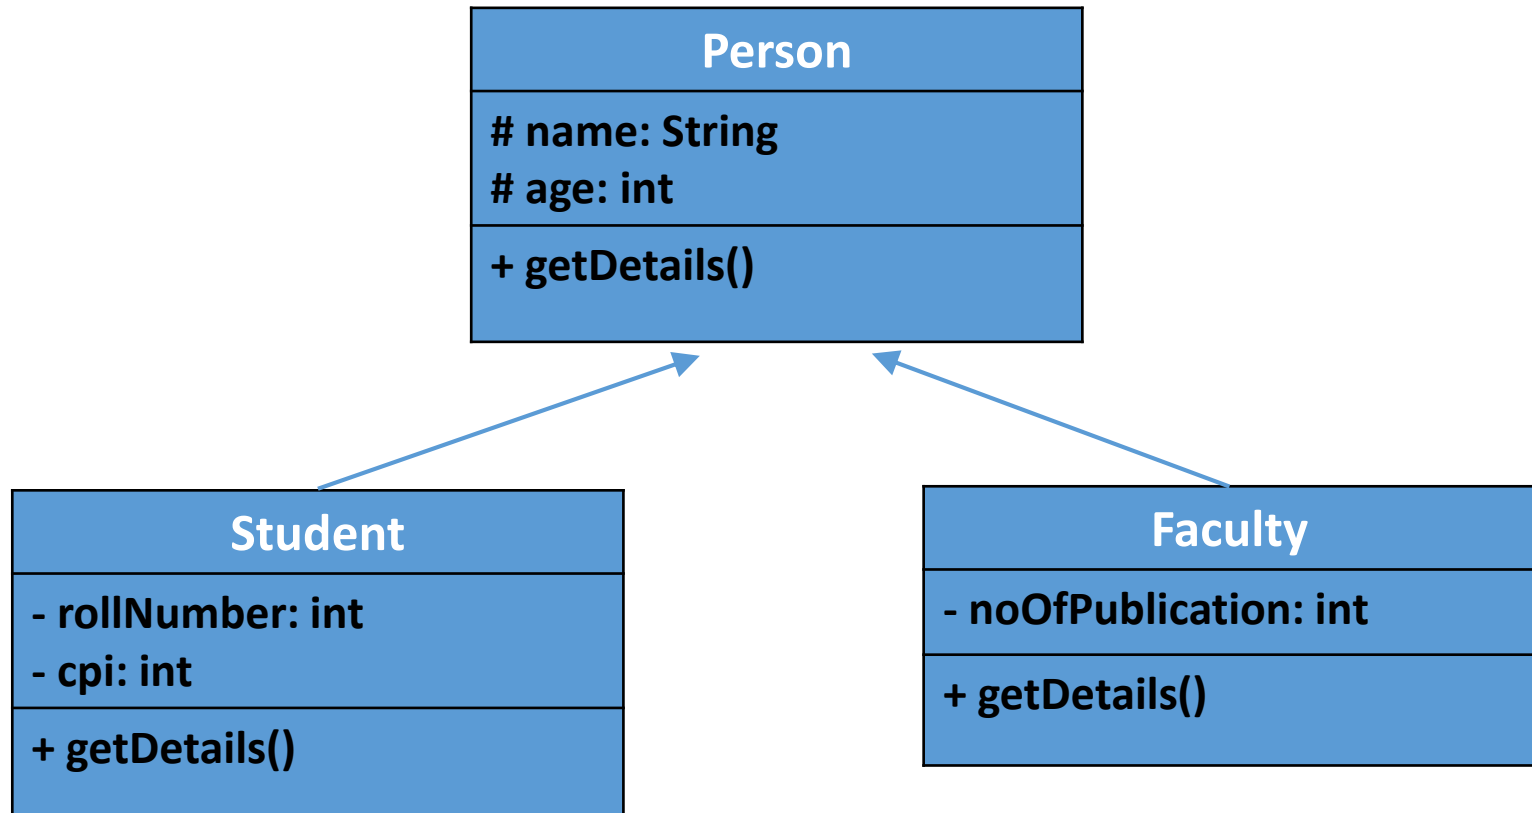 Person
# name: String
# age: int
+ getDetails()
Student
- rollNumber: int
- cpi: int
+ getDetails()
Faculty
- noOfPublication: int
+ getDetails()